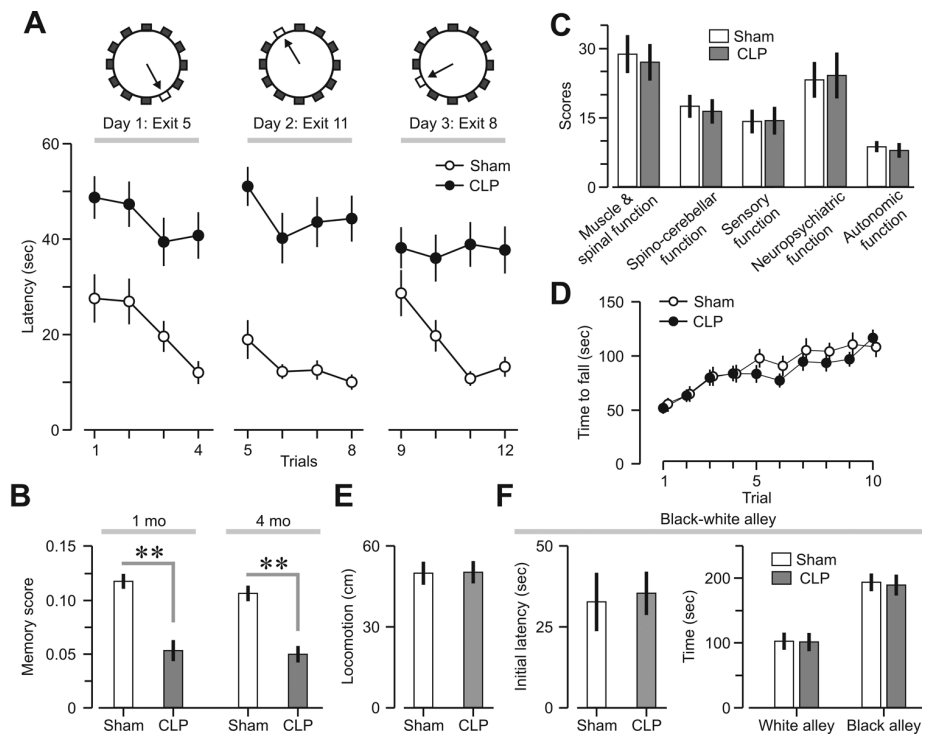 A
Day 1: Exit 5
Day 2: Exit 11
Day 3: Exit 8
60
40
20
0
Latency (sec)
Sham
CLP
1
4
5
8
9
12
Trials
B
1 mo
4 mo
0.15
0.10
0.05
0
Memory score
**
**
Sham
CLP
Sham
CLP
C
30
15
0
Scores
Sham
CLP
Muscle &
spinal function
Spino-cerebellar
function
Sensory
function
Neuropsychiatric
function
Autonomic
function
D
150
100
50
0
Time to fall (sec)
Sham
CLP
1
5
10
Trial
E
60
30
0
Locomotion (cm)
Sham
CLP
F
Black-white alley
50
25
0
Initial latency (sec)
Sham
CLP
200
100
0
Time (sec)
Sham
CLP
White alley
Black alley